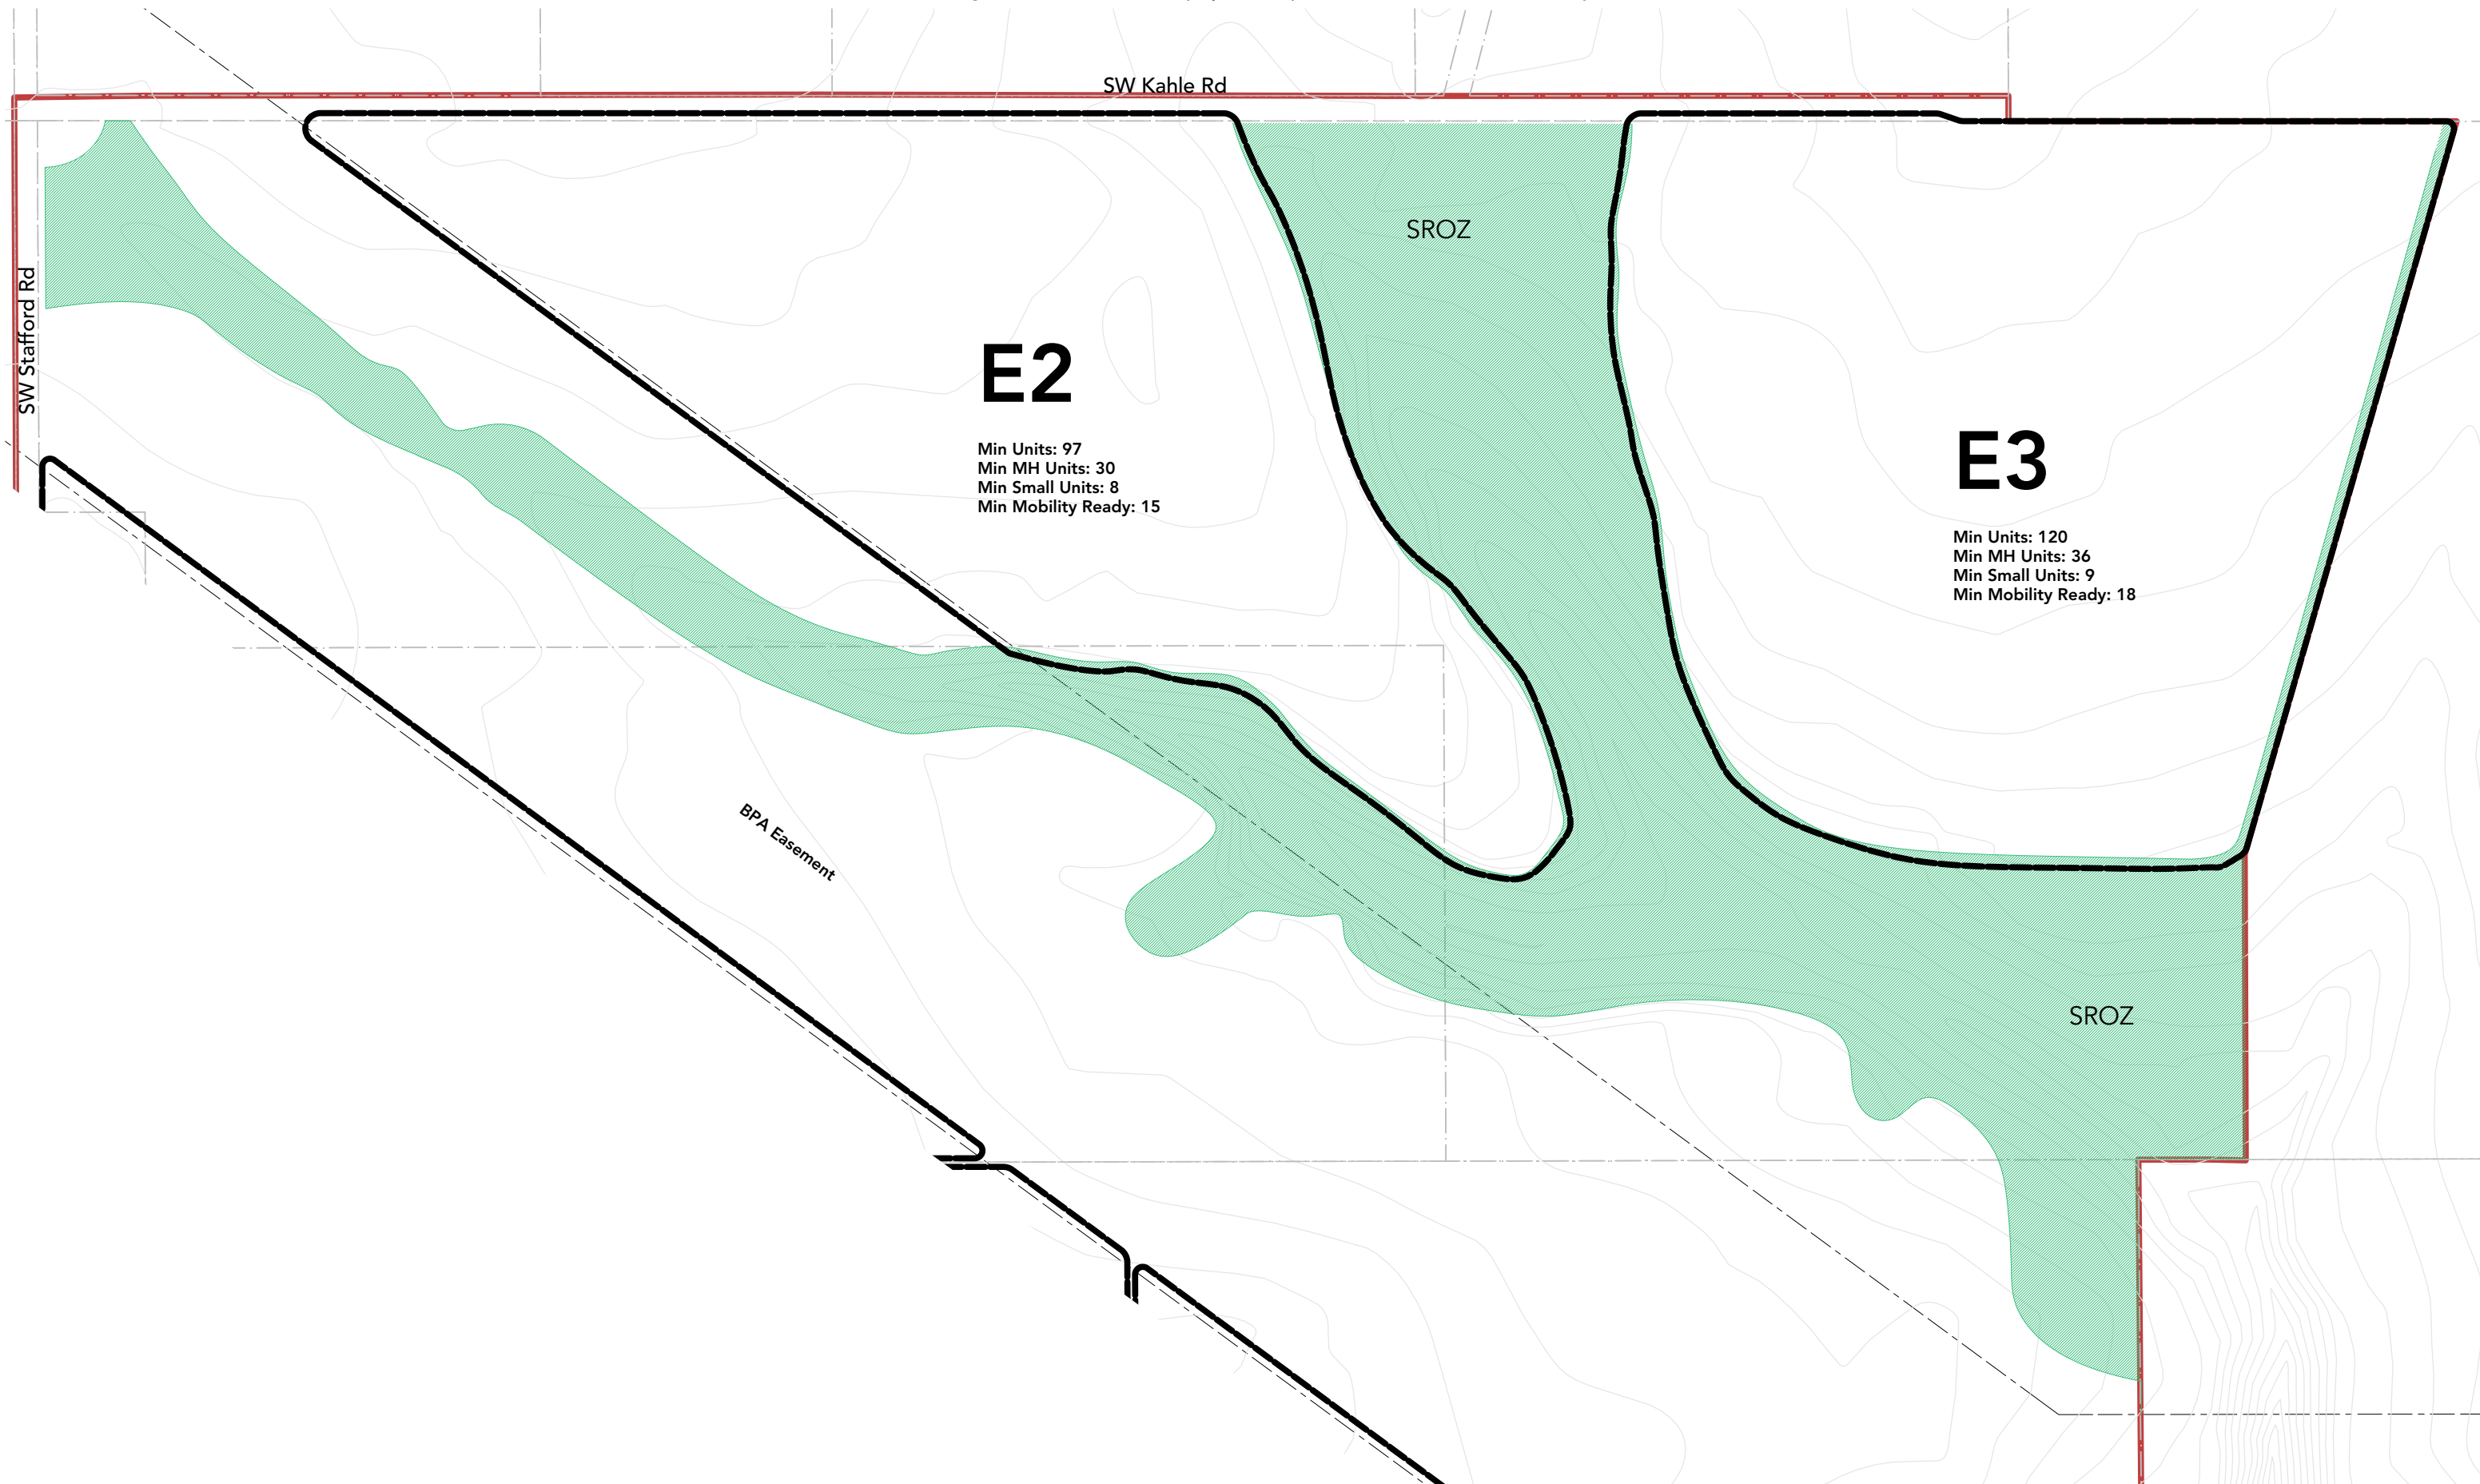 SW Kahle Rd
SROZ
SW Stafford Rd
E2
Min Units: 97
Min MH Units: 30
Min Small Units: 8
Min Mobility Ready: 15
E3
Min Units: 120
Min MH Units: 36
Min Small Units: 9
Min Mobility Ready: 18
BPA Easement
SROZ